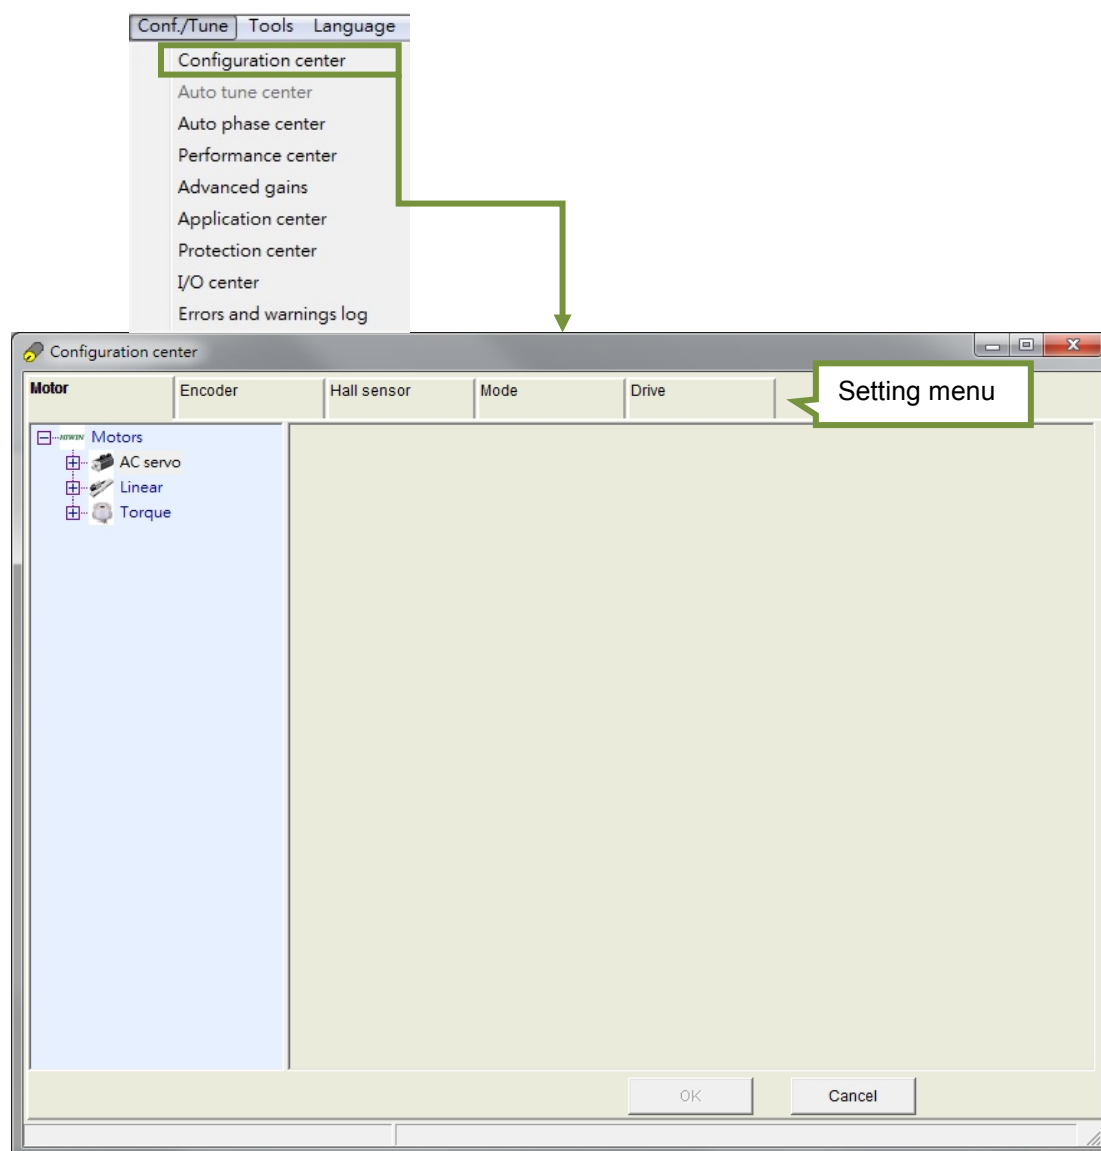 Conf./Tune Tools Language
Configuration center
Auto tune center
Auto phase center
Performance center
Advanced gains
Application center
Protection center
I/O center
Errors and warnings log
Configuration center
Setting menu
Motor Encoder Hall sensor Mode Drive
HIWIN Motors
AC servo
Linear
Torque
OK Cancel